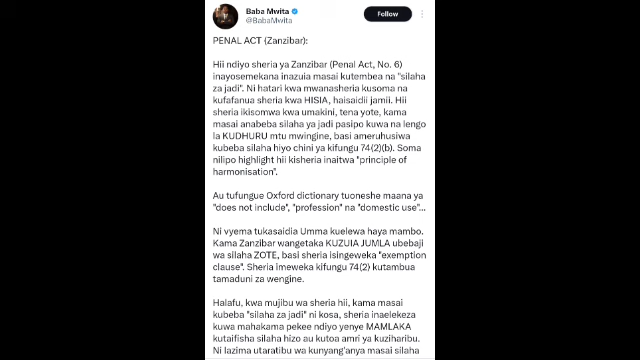 Baba Mwita
@BabaMwita
Follow
PENAL ACT (Zanzibar):
Hii ndiyo sheria ya Zanzibar (Penal Act, No. 6)
inayosemekana inazuia masai kutembea na "silaha
za jadi". Ni hatari kwa mwanasheria kusoma na
kufafanua sheria kwa HISIA, haisaidii jamii. Hii
sheria ikisomwa kwa umakini, tena yote, kama
masai anabeba silaha ya jadi pasipo kuwa na lengo
la KUDHURU mtu mwingine, basi ameruhusiwa
kubeba silaha hiyo chini ya kifungu 74(2)(b). Soma
nilipo highlight hii kisheria inaitwa "principle of
harmonisation".
Au tufungue Oxford dictionary tuoneshe maana ya
"does not include", "profession" na "domestic use"...
Ni vyema tukasaidia Umma kuelewa haya mambo.
Kama Zanzibar wangetaka KUZUIA JUMLA ubebaji
wa silaha ZOTE, basi sheria isingeweka "exemption
clause". Sheria imeweka kifungu 74(2) kutambua
tamaduni za wengine.
Halafu, kwa mujibu wa sheria hii, kama masai
kubeba "silaha za jadi" ni kosa, sheria inaelekeza
kuwa mahakama pekee ndiyo yenye MAMLAKA
kutaifisha silaha hizo au kutoa amri ya kuziharibu.
Ni lazima utaratibu wa kunyang'anya masai silaha